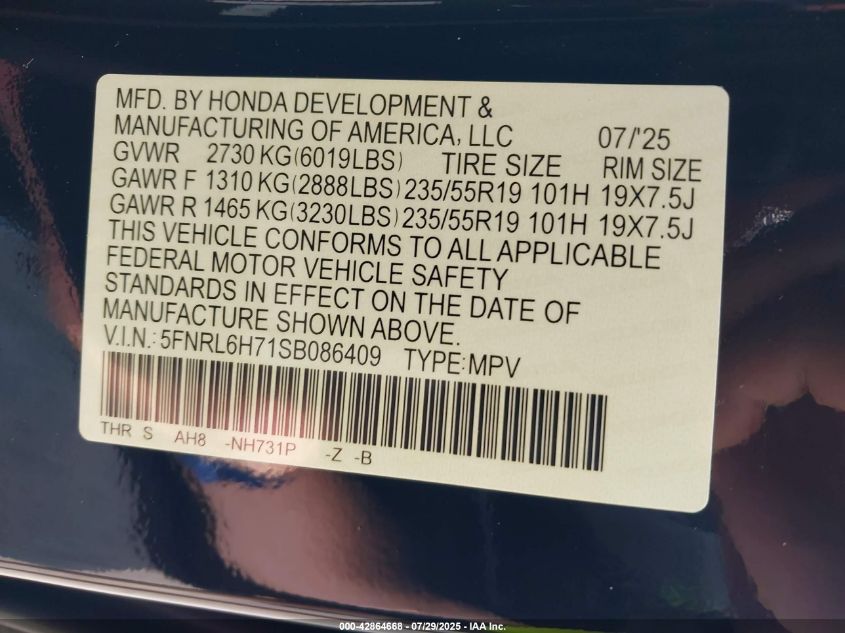 MFD. BY HONDA DEVELOPMENT &
MANUFACTURING OF AMERICA, LLC 07/'25
GVWR 2730 KG(6019LBS) TIRE SIZE RIM SIZE
GAWR F 1310 KG(2888LBS) 235/55R19 101H 19X7.5J
GAWR R 1465 KG(3230LBS) 235/55R19 101H 19X7.5J
THIS VEHICLE CONFORMS TO ALL APPLICABLE
FEDERAL MOTOR VEHICLE SAFETY
STANDARDS IN EFFECT ON THE DATE OF
MANUFACTURE SHOWN ABOVE.
V.I.N.: 5FNRL6H71SB086409 TYPE:MPV
THR S AH8 -NH731P -Z -B
000-42864668 - 07/29/2025 - IAA Inc.